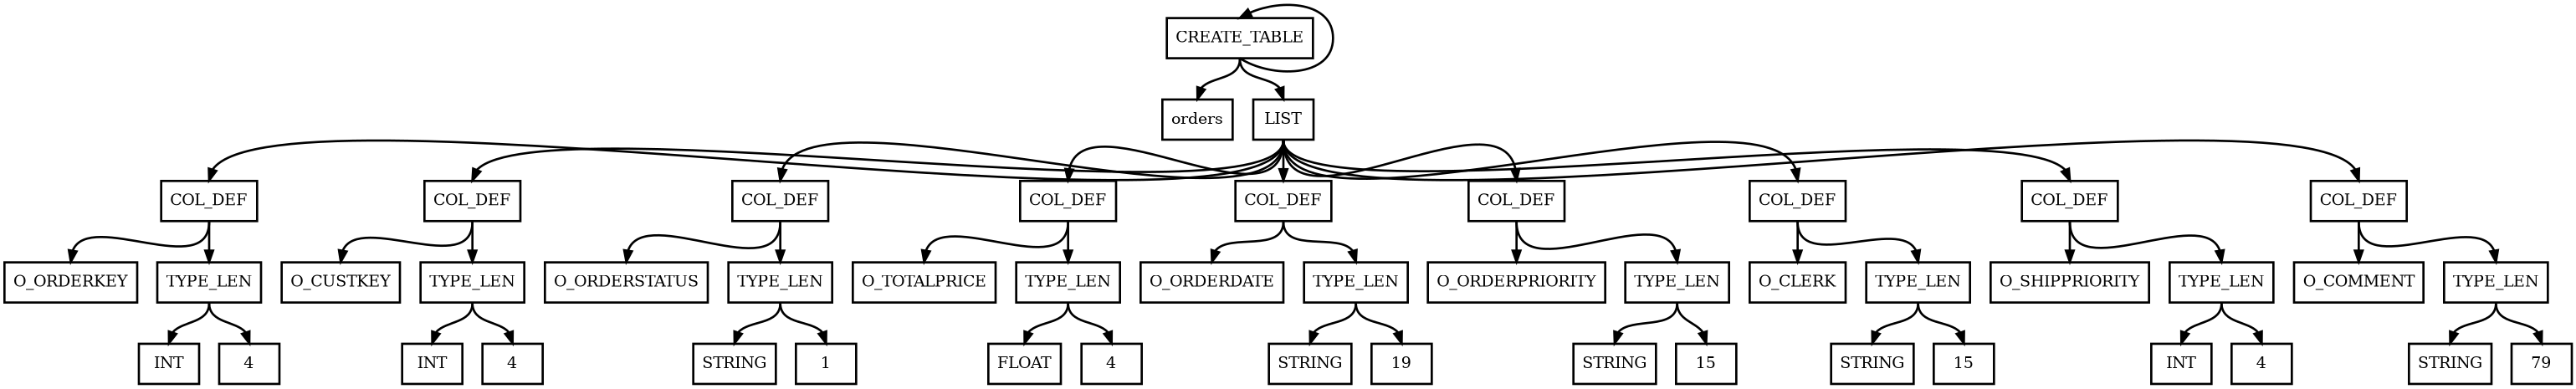 CREATE_TABLE
orders
LIST
COL_DEF
COL_DEF
COL_DEF
COL_DEF
COL_DEF
COL_DEF
COL_DEF
COL_DEF
COL_DEF
O_ORDERKEY
TYPE_LEN
O_CUSTKEY
TYPE_LEN
O_ORDERSTATUS
TYPE_LEN
O_TOTALPRICE
TYPE_LEN
O_ORDERDATE
TYPE_LEN
O_ORDERPRIORITY
TYPE_LEN
O_CLERK
TYPE_LEN
O_SHIPPRIORITY
TYPE_LEN
O_COMMENT
TYPE_LEN
INT
4
INT
4
STRING
1
FLOAT
4
STRING
19
STRING
15
STRING
15
INT
4
STRING
79